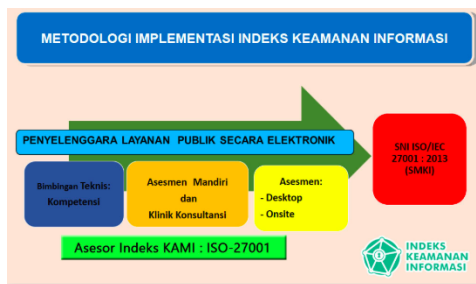 METODOLOGI IMPLEMENTASI INDEKS KEAMANAN INFORMASI
PENYELENGGARA LAYANAN PUBLIK SECARA ELEKTRONIK
Bimbingan Teknis:
Kompetensi
Asesmen Mandiri
dan
Klinik Konsultansi
Asesmen:
- Desktop
- Onsite
SNI ISO/IEC
27001 : 2013
(SMKI)
Asesor Indeks KAMI : ISO-27001
INDEKS
KEAMANAN
INFORMASI